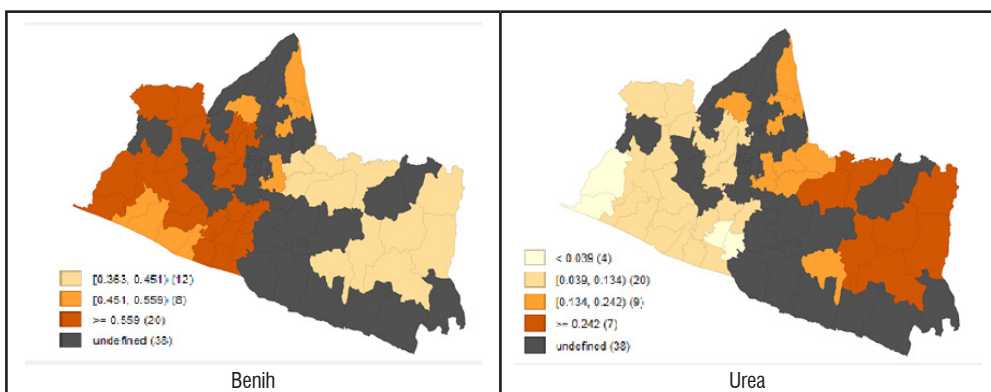 [0.363, 0.451) (12)
[0.451, 0.559) (8)
>= 0.559 (20)
undefined (38)
Benih
< 0.039 (4)
[0.039, 0.134) (20)
[0.134, 0.242) (9)
>= 0.242 (7)
undefined (38)
Urea